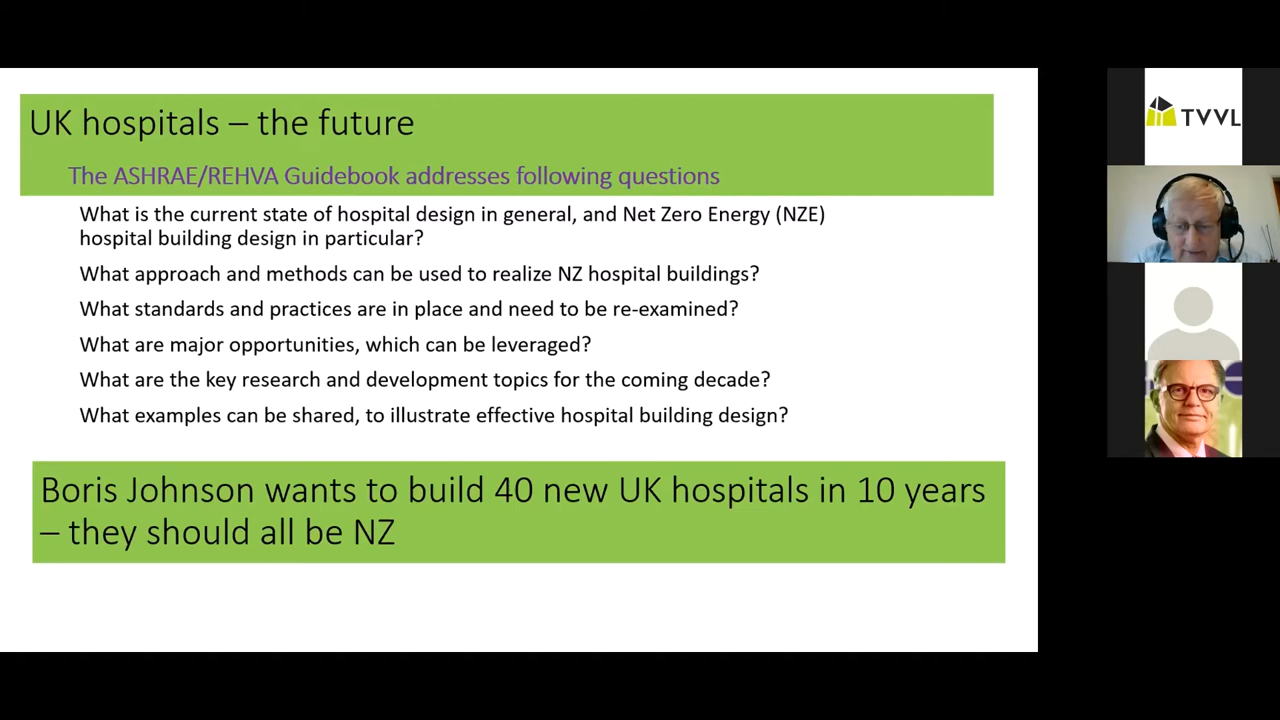 UK hospitals – the future
The ASHRAE/REHVA Guidebook addresses following questions
What is the current state of hospital design in general, and Net Zero Energy (NZE)
hospital building design in particular?
What approach and methods can be used to realize NZ hospital buildings?
What standards and practices are in place and need to be re-examined?
What are major opportunities, which can be leveraged?
What are the key research and development topics for the coming decade?
What examples can be shared, to illustrate effective hospital building design?
Boris Johnson wants to build 40 new UK hospitals in 10 years
– they should all be NZ
TVVL